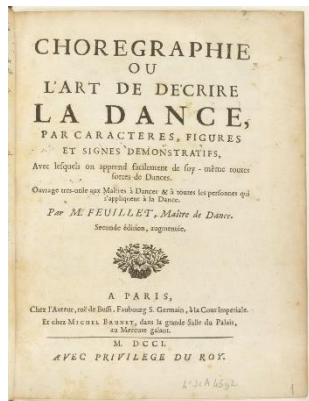 CHOREGRAPHIE
OU
L'ART DE DE'CRIRE
LA DANCE,
PAR CARACTERES, FIGURES
ET SIGNES DEMONSTRATIFS,
Avec lesquels on apprend facilement de soy-même toutes
sortes de Dances.
Ouvrage tres-utile aux Maîtres à Dancer & à toutes les personnes qui
s'appliquent à la Dance.
Par M. FEUILLET, Maître de Dance.
Seconde édition, augmentée.
A PARIS,
Chez l'Auteur, ruë de Bussi, Faubourg S. Germain, à la Cour Imperiale.
Et chez MICHEL BRUNET, dans la grande Salle du Palais,
au Mercure galant.
M. DCCI.
AVEC PRIVILEGE DU ROY.
1